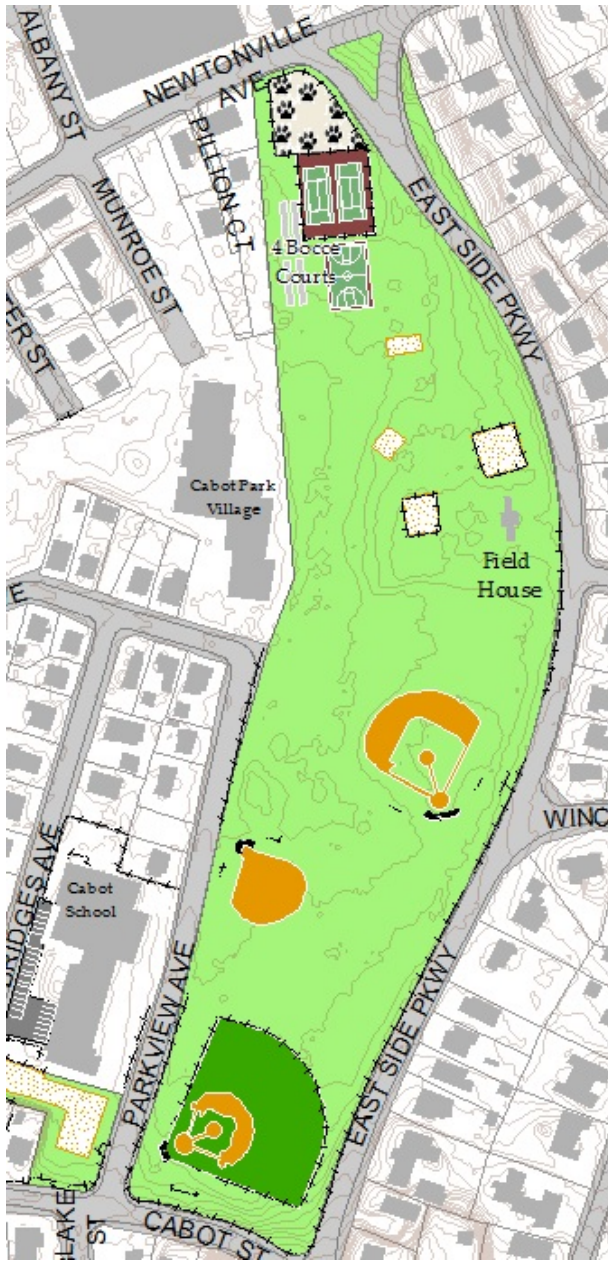 ALBANY ST
NEWTONVILLE
AVE
PILLION CT
MUNROE ST
EAST SIDE PKWY
4 Bocce
Courts
ER ST
Cabot Park
Village
Field
House
E
WINC
Cabot
School
BRIDGES AVE
PARKVIEW AVE
EAST SIDE PKWY
CABOT ST
LAKE
ST